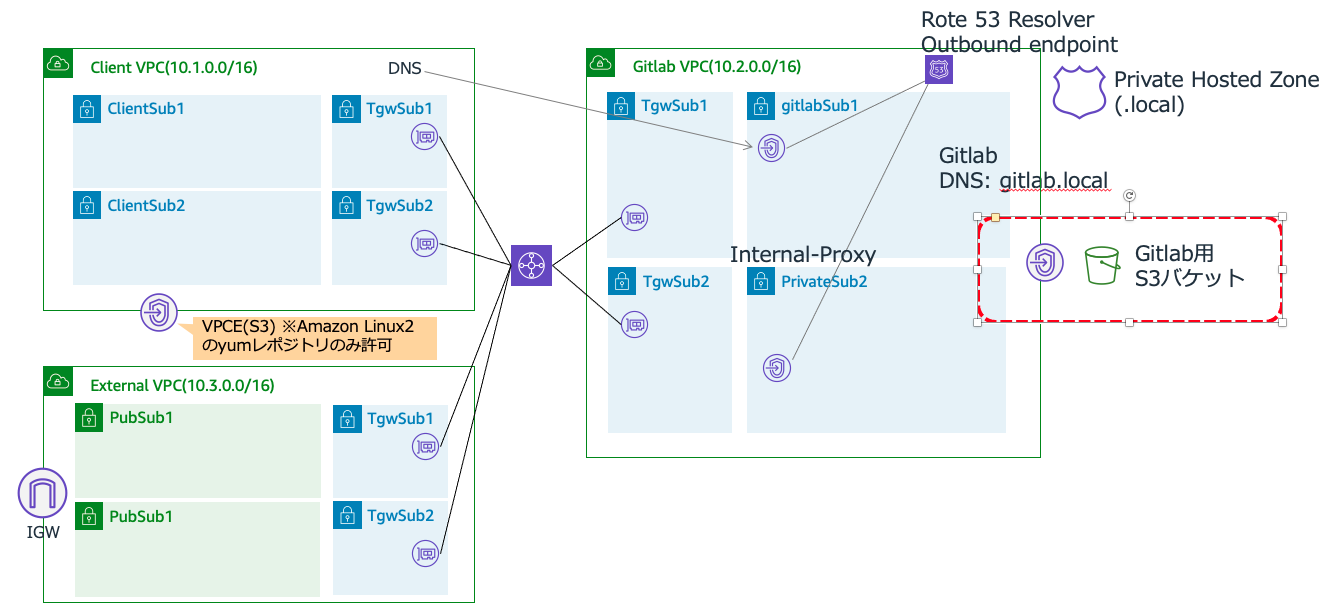 Rote 53 Resolver
Outbound endpoint
53
Private Hosted Zone
(.local)
Client VPC(10.1.0.0/16)
DNS
ClientSub1
TgwSub1
ClientSub2
TgwSub2
VPCE(S3) ※Amazon Linux2
のyumレポジトリのみ許可
Gitlab VPC(10.2.0.0/16)
TgwSub1
gitlabSub1
Gitlab
DNS: gitlab.local
Internal-Proxy
TgwSub2
PrivateSub2
Gitlab用
S3バケット
External VPC(10.3.0.0/16)
PubSub1
TgwSub1
PubSub1
TgwSub2
IGW